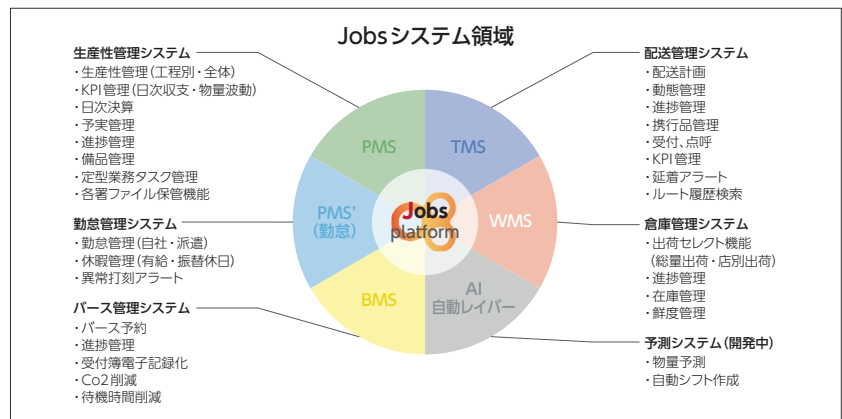 Jobsシステム領域
生産性管理システム
・生産性管理(工程別・全体)
・KPI管理(日次収支・物量波動)
・日次決算
・予実管理
・進捗管理
・備品管理
・定型業務タスク管理
・各署ファイル保管機能
勤怠管理システム
・勤怠管理(自社・派遣)
・休暇管理(有給・振替休日)
・異常打刻アラート
バース管理システム
・バース予約
・進捗管理
・受付簿電子記録化
・Co2削減
・待機時間削減
PMS
TMS
PMS’
(勤怠)
Jobs
platform
WMS
BMS
AI
自動レイバー
配送管理システム
・配送計画
・動態管理
・進捗管理
・携行品管理
・受付、点呼
・KPI管理
・延着アラート
・ルート履歴検索
倉庫管理システム
・出荷セレクト機能
(総量出荷・店別出荷)
・進捗管理
・在庫管理
・鮮度管理
予測システム(開発中)
・物量予測
・自動シフト作成